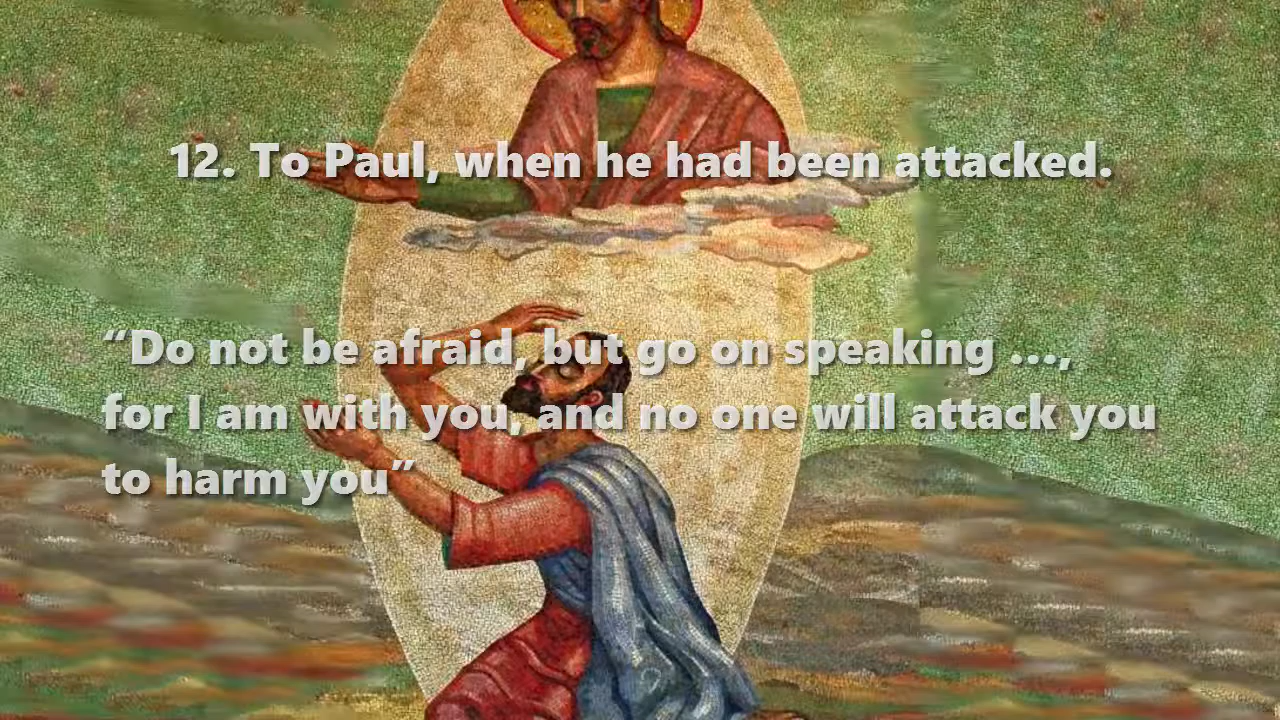 12. To Paul, when he had been attacked.
“Do not be afraid, but go on speaking …,
for I am with you, and no one will attack you
to harm you”